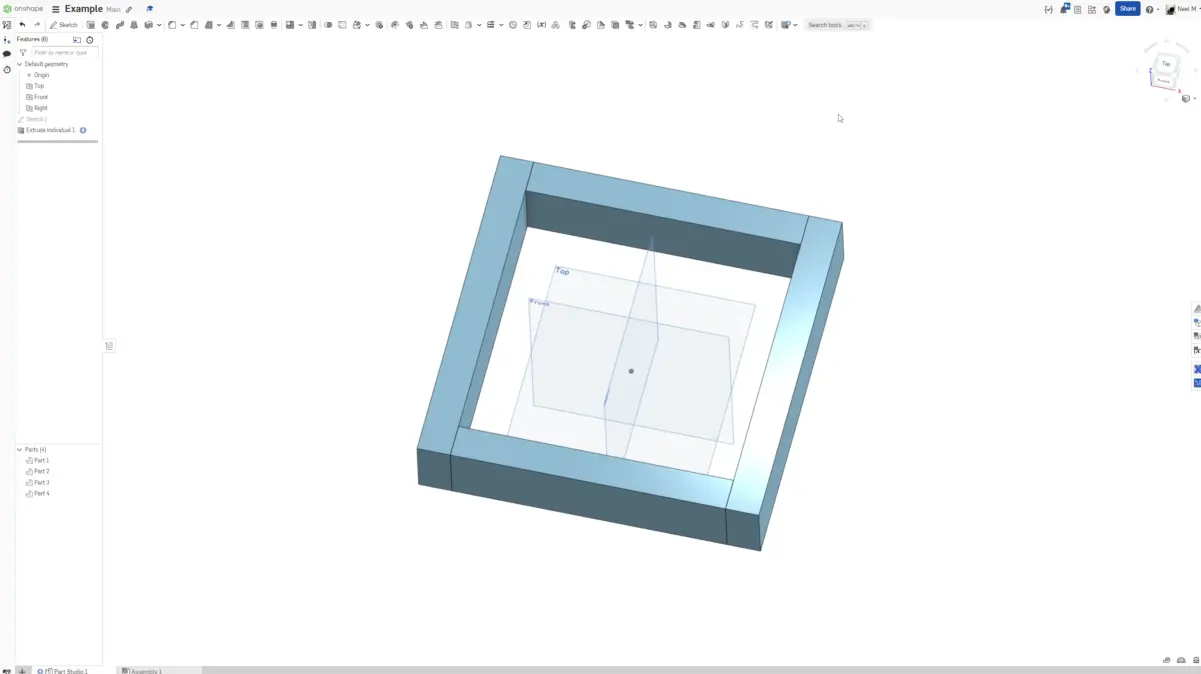 onshape Example Main
Share
Neel M
Sketch
Search tools...
Features (6)
Filter by name or type
Default geometry
Origin
Top
Front
Right
Sketch 1
Extrude Individual 1
Top
Front
Top
Front
Z
X
Parts (4)
Part 1
Part 2
Part 3
Part 4
Part Studio 1
Assembly 1